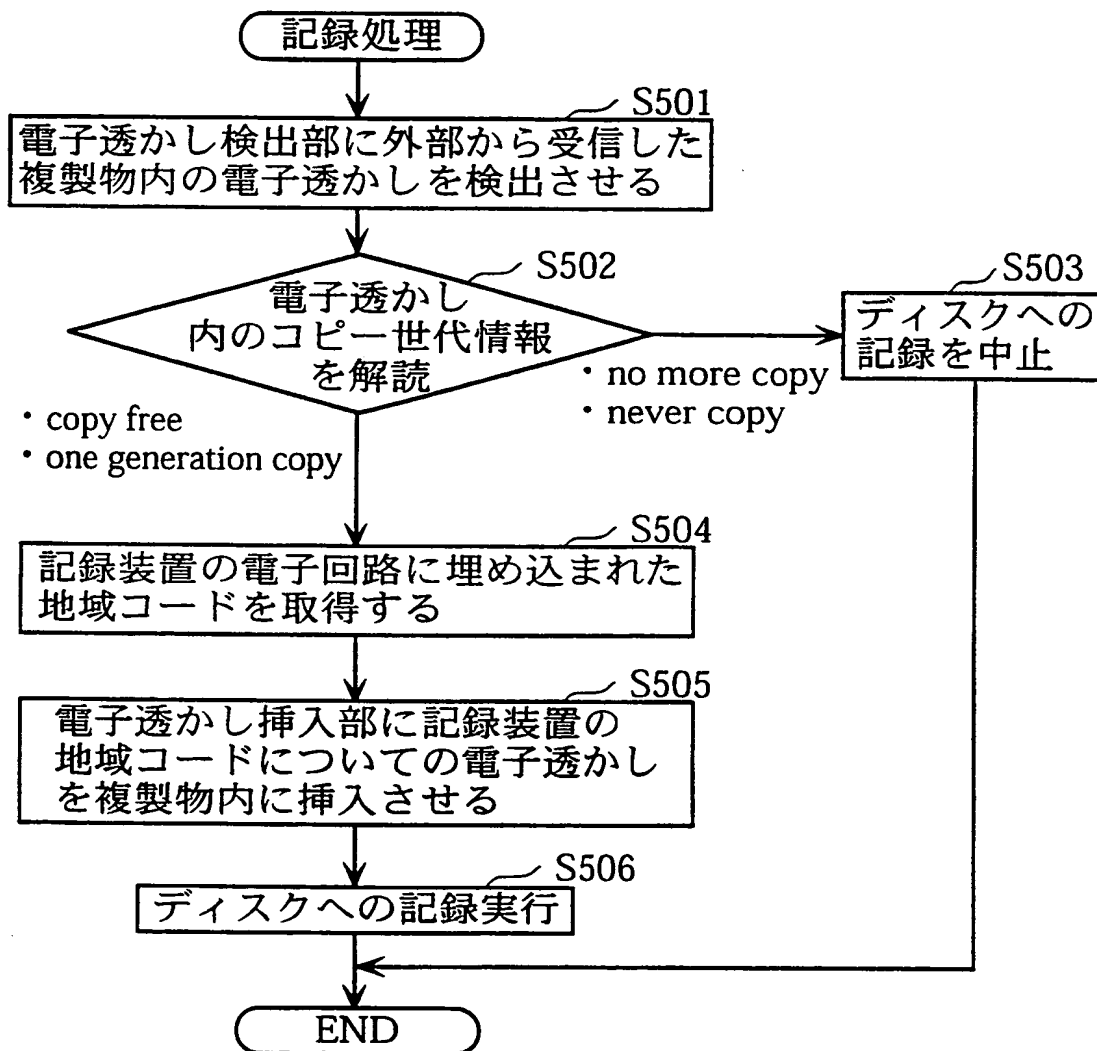 記録処理
S501
電子透かし検出部に外部から受信した
複製物内の電子透かしを検出させる
S502
電子透かし
内のコピー世代情報
を解読
S503
ディスクへの
記録を中止
・no more copy
・never copy
・copy free
・one generation copy
S504
記録装置の電子回路に埋め込まれた
地域コードを取得する
S505
電子透かし挿入部に記録装置の
地域コードについての電子透かし
を複製物内に挿入させる
S506
ディスクへの記録実行
END